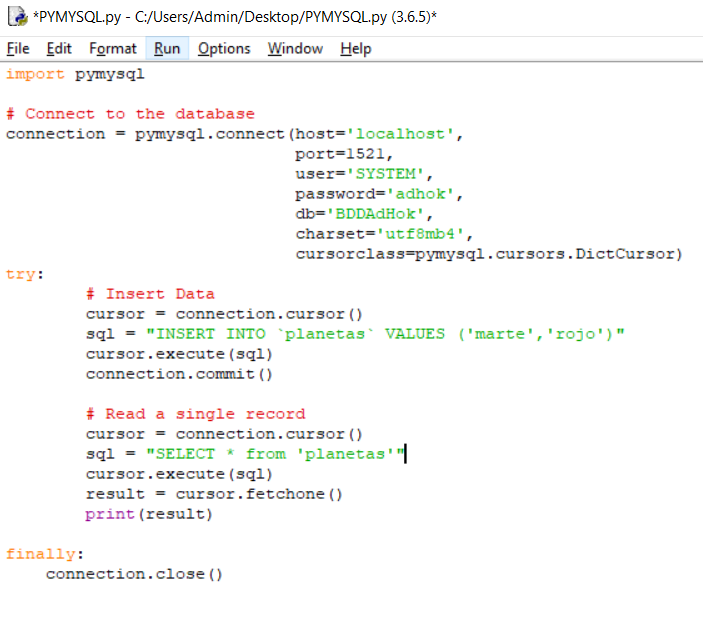 *PYMYSQL.py - C:/Users/Admin/Desktop/PYMYSQL.py (3.6.5)*
File Edit Format Run Options Window Help
import pymysql

# Connect to the database
connection = pymysql.connect(host='localhost',
                             port=1521,
                             user='SYSTEM',
                             password='adhok',
                             db='BDDAdHok',
                             charset='utf8mb4',
                             cursorclass=pymysql.cursors.DictCursor)
try:
        # Insert Data
        cursor = connection.cursor()
        sql = "INSERT INTO `planetas` VALUES ('marte','rojo')"
        cursor.execute(sql)
        connection.commit()

        # Read a single record
        cursor = connection.cursor()
        sql = "SELECT * from 'planetas'"
        cursor.execute(sql)
        result = cursor.fetchone()
        print(result)

finally:
    connection.close()